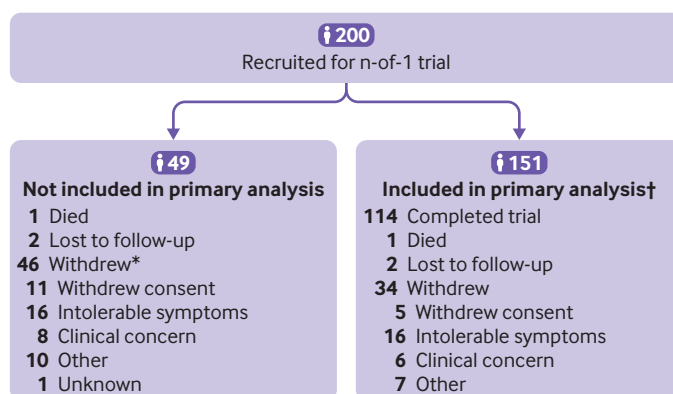 200
Recruited for n-of-1 trial
49
Not included in primary analysis
1 Died
2 Lost to follow-up
46 Withdrew*
11 Withdrew consent
16 Intolerable symptoms
8 Clinical concern
10 Other
1 Unknown
151
Included in primary analysis†
114 Completed trial
1 Died
2 Lost to follow-up
34 Withdrew
5 Withdrew consent
16 Intolerable symptoms
6 Clinical concern
7 Other